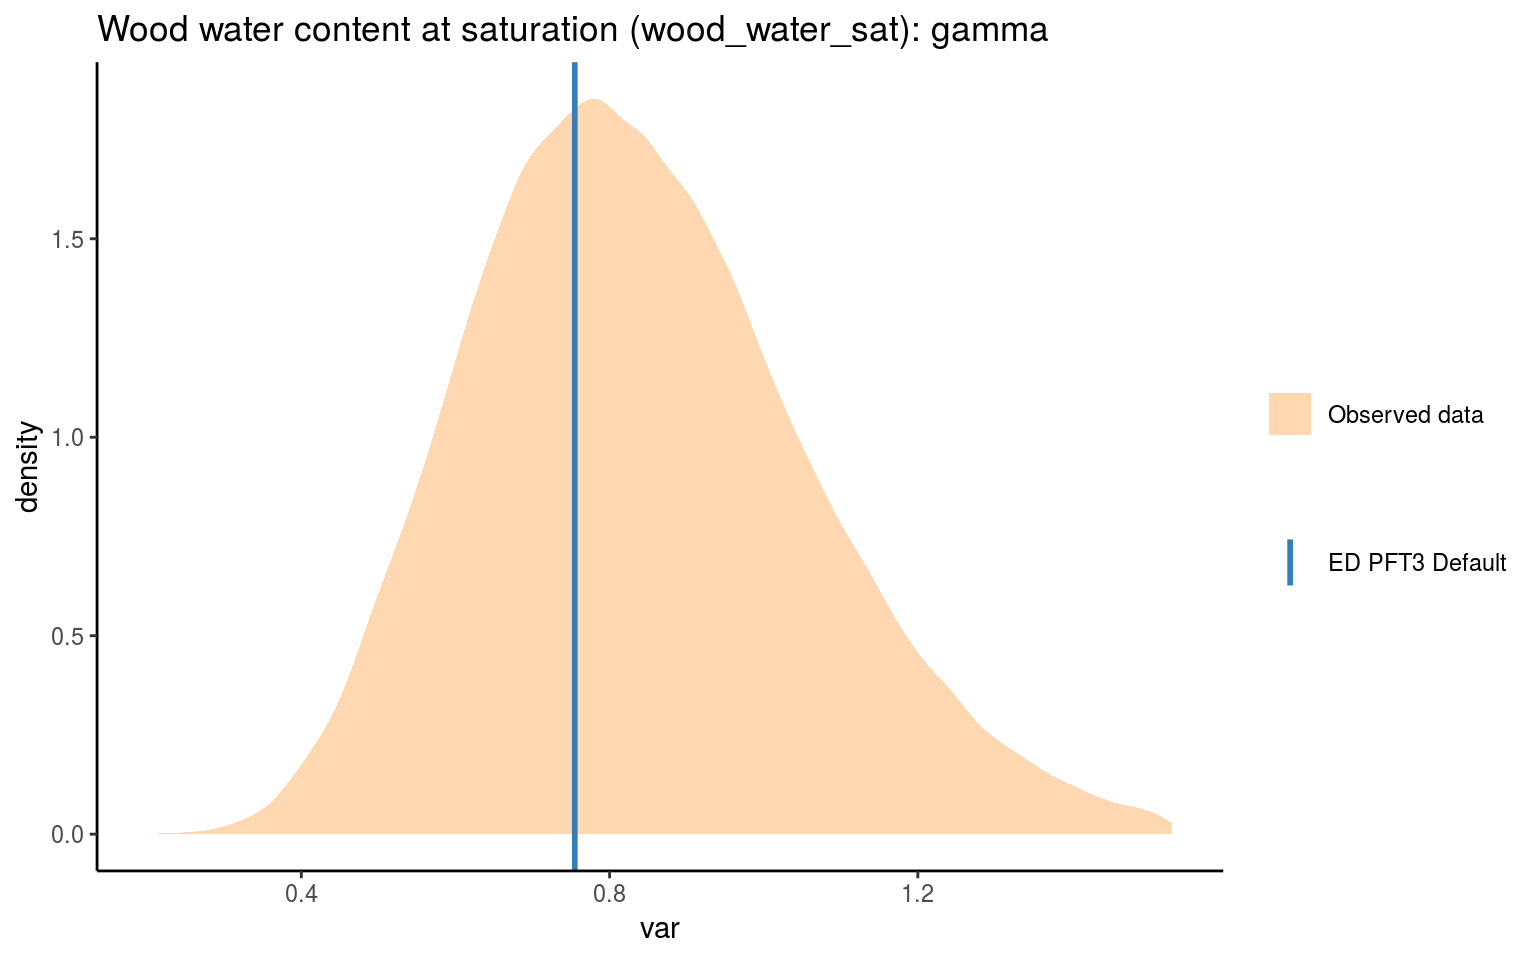 Wood water content at saturation (wood_water_sat): gamma
density
1.5
1.0
0.5
0.0
0.4
0.8
1.2
var
Observed data
ED PFT3 Default